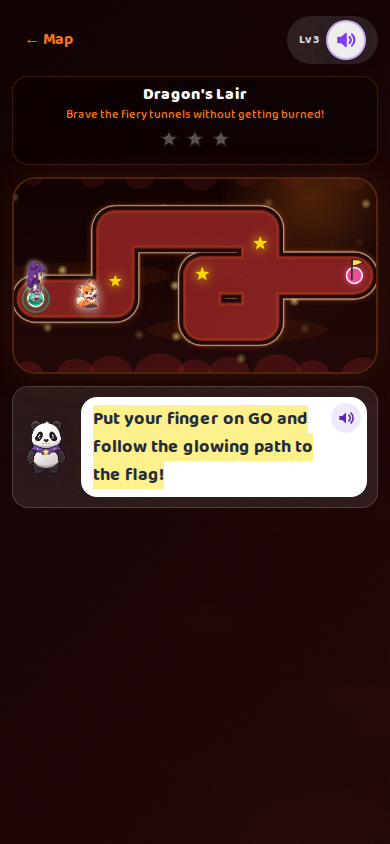 ← Map
Lv 3
Dragon's Lair
Brave the fiery tunnels without getting burned!
Put your finger on GO and
follow the glowing path to
the flag!